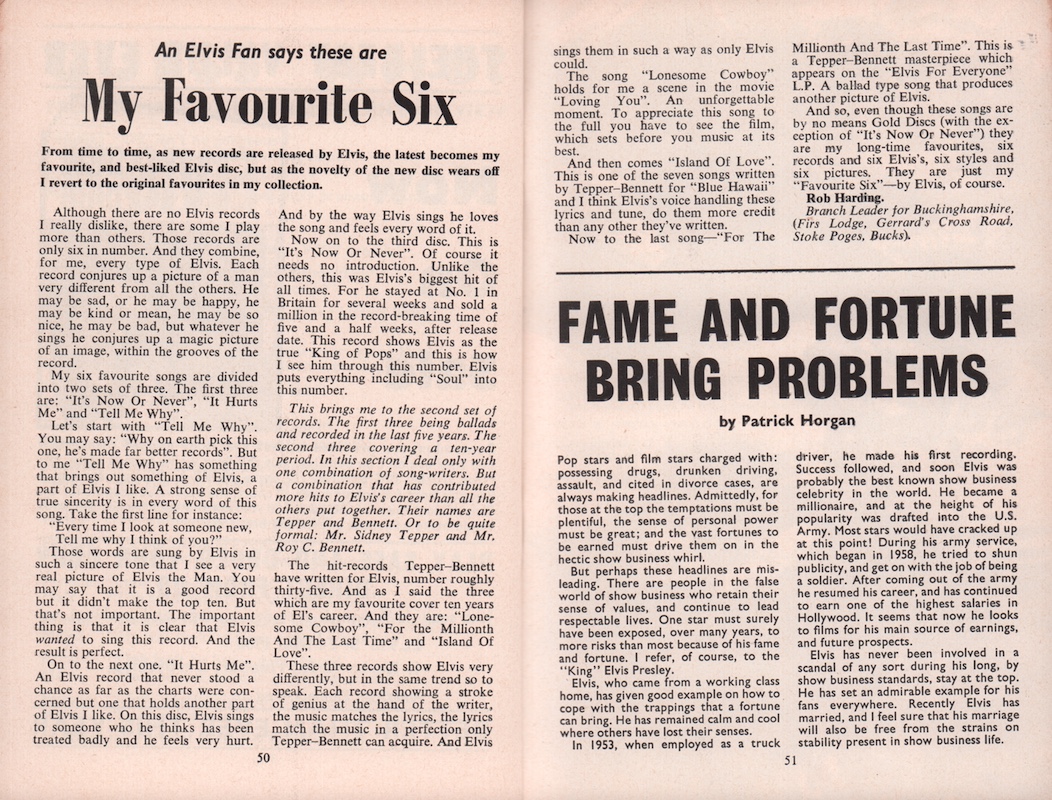 An Elvis Fan says these are
My Favourite Six
From time to time, as new records are released by Elvis, the latest becomes my
favourite, and best-liked Elvis disc, but as the novelty of the new disc wears off
I revert to the original favourites in my collection.
Although there are no Elvis records
I really dislike, there are some I play
more than others. Those records are
only six in number. And they combine,
for me, every type of Elvis. Each
record conjures up a picture of a man
very different from all the others. He
may be sad, or he may be happy, he
may be kind or mean, he may be so
nice, he may be bad, but whatever he
sings he conjures up a magic picture
of an image, within the grooves of the
record.
My six favourite songs are divided
into two sets of three. The first three
are: “It’s Now Or Never”, “It Hurts
Me” and “Tell Me Why”.
Let’s start with “Tell Me Why”.
You may say: “Why on earth pick this
one, he’s made far better records”. But
to me “Tell Me Why” has something
that brings out something of Elvis, a
part of Elvis I like. A strong sense of
true sincerity is in every word of this
song. Take the first line for instance:
“Every time I look at someone new,
Tell me why I think of you?”
Those words are sung by Elvis in
such a sincere tone that I see a very
real picture of Elvis the Man. You
may say that it is a good record
but it didn’t make the top ten. But
that’s not important. The important
thing is that it is clear that Elvis
wanted to sing this record. And the
result is perfect.
On to the next one. “It Hurts Me”.
An Elvis record that never stood a
chance as far as the charts were con-
cerned but one that holds another part
of Elvis I like. On this disc, Elvis sings
to someone who he thinks has been
treated badly and he feels very hurt.
And by the way Elvis sings he loves
the song and feels every word of it.
Now on to the third disc. This is
“It’s Now Or Never”. Of course it
needs no introduction. Unlike the
others, this was Elvis’s biggest hit of
all times. For he stayed at No. 1 in
Britain for several weeks and sold a
million in the record-breaking time of
five and a half weeks, after release
date. This record shows Elvis as the
true “King of Pops” and this is how
I see him through this number. Elvis
puts everything including “Soul” into
this number.
This brings me to the second set of
records. The first three being ballads
and recorded in the last five years. The
second three covering a ten-year
period. In this section I deal only with
one combination of song-writers. But
a combination that has contributed
more hits to Elvis’s career than all the
others put together. Their names are
Tepper and Bennett. Or to be quite
formal: Mr. Sidney Tepper and Mr.
Roy C. Bennett.
The hit-records Tepper–Bennett
have written for Elvis, number roughly
thirty-five. And as I said the three
which are my favourite cover ten years
of El’s career. And they are: “Lone-
some Cowboy”, “For the Millionth
And The Last Time” and “Island Of
Love”.
These three records show Elvis very
differently, but in the same trend so to
speak. Each record showing a stroke
of genius at the hand of the writer,
the music matches the lyrics, the lyrics
match the music in a perfection only
Tepper–Bennett can acquire. And Elvis
50
sings them in such a way as only Elvis
could.
The song “Lonesome Cowboy”
holds for me a scene in the movie
“Loving You”. An unforgettable
moment. To appreciate this song to
the full you have to see the film,
which sets before you music at its
best.
And then comes “Island Of Love”.
This is one of the seven songs written
by Tepper–Bennett for “Blue Hawaii”
and I think Elvis’s voice handling these
lyrics and tune, do them more credit
than any other they’ve written.
Now to the last song—“For The
Millionth And The Last Time”. This is
a Tepper–Bennett masterpiece which
appears on the “Elvis For Everyone”
L.P. A ballad type song that produces
another picture of Elvis.
And so, even though these songs are
by no means Gold Discs (with the ex-
ception of “It’s Now Or Never”) they
are my long-time favourites, six
records and six Elvis’s, six styles and
six pictures. They are just my
“Favourite Six”—by Elvis, of course.
Rob Harding.
Branch Leader for Buckinghamshire,
(Firs Lodge, Gerrard’s Cross Road,
Stoke Poges, Bucks).
FAME AND FORTUNE
BRING PROBLEMS
by Patrick Horgan
Pop stars and film stars charged with:
possessing drugs, drunken driving,
assault, and cited in divorce cases, are
always making headlines. Admittedly, for
those at the top the temptations must be
plentiful, the sense of personal power
must be great; and the vast fortunes to
be earned must drive them on in the
hectic show business whirl.
But perhaps these headlines are mis-
leading. There are people in the false
world of show business who retain their
sense of values, and continue to lead
respectable lives. One star must surely
have been exposed, over many years, to
more risks than most because of his fame
and fortune. I refer, of course, to the
“King” Elvis Presley.
Elvis, who came from a working class
home, has given good example on how to
cope with the trappings that a fortune
can bring. He has remained calm and cool
where others have lost their senses.
In 1953, when employed as a truck
driver, he made his first recording.
Success followed, and soon Elvis was
probably the best known show business
celebrity in the world. He became a
millionaire, and at the height of his
popularity was drafted into the U.S.
Army. Most stars would have cracked up
at this point! During his army service,
which began in 1958, he tried to shun
publicity, and get on with the job of being
a soldier. After coming out of the army
he resumed his career, and has continued
to earn one of the highest salaries in
Hollywood. It seems that now he looks
to films for his main source of earnings,
and future prospects.
Elvis has never been involved in a
scandal of any sort during his long, by
show business standards, stay at the top.
He has set an admirable example for his
fans everywhere. Recently Elvis has
married, and I feel sure that his marriage
will also be free from the strains on
stability present in show business life.
51